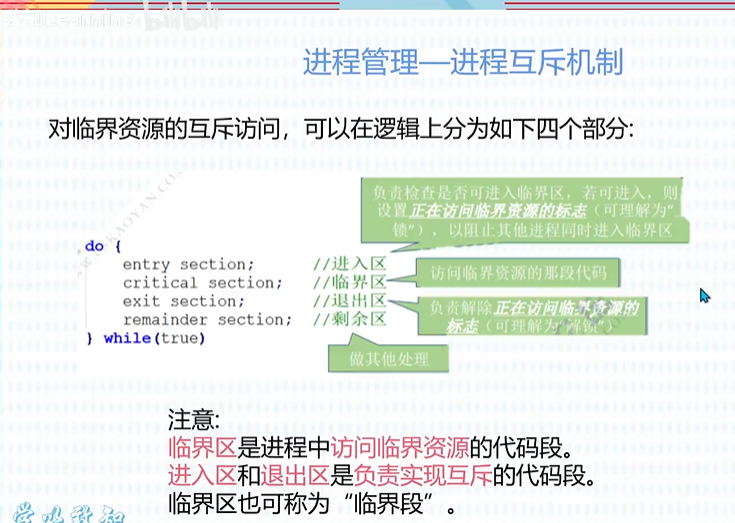 bilibili
进程管理—进程互斥机制
对临界资源的互斥访问，可以在逻辑上分为如下四个部分:
负责检查是否可进入临界区，若可进入，则
设置正在访问临界资源的标志（可理解为“
锁”），以阻止其他进程同时进入临界区
do {
entry section; //进入区
critical section; //临界区
exit section; //退出区
remainder section; //剩余区
} while(true)
访问临界资源的那段代码
负责解除正在访问临界资源的
标志（可理解为“解锁”）
做其他处理
注意:
临界区是进程中访问临界资源的代码段。
进入区和退出区是负责实现互斥的代码段。
临界区也可称为“临界段”。